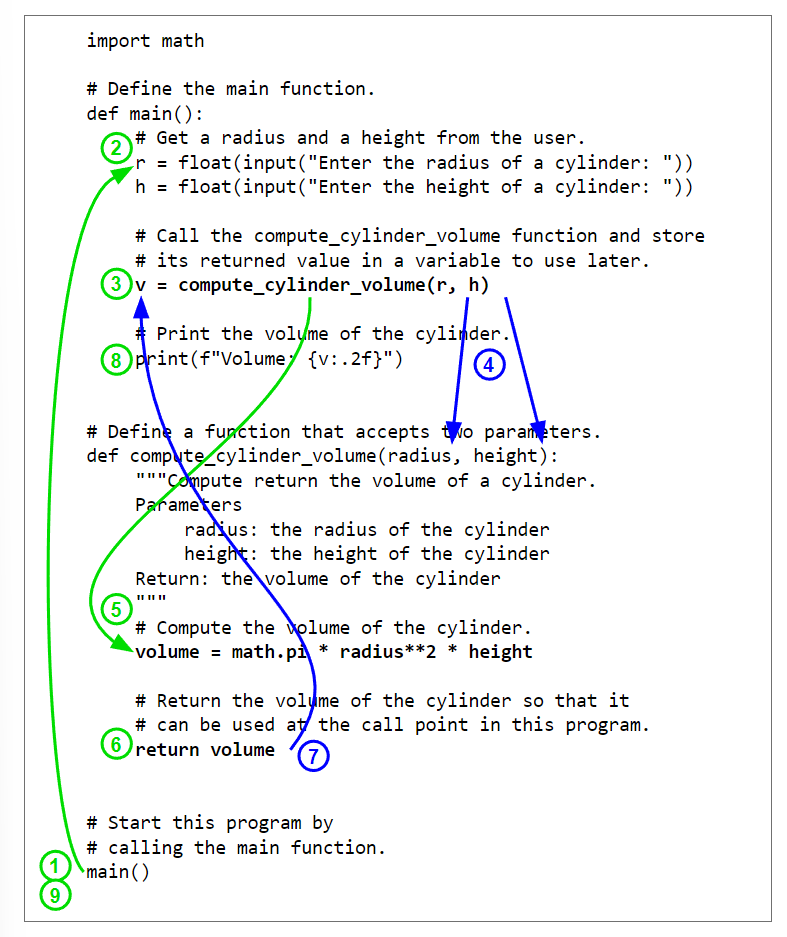 import math
# Define the main function.
def main():
② # Get a radius and a height from the user.
r = float(input("Enter the radius of a cylinder: "))
h = float(input("Enter the height of a cylinder: "))
# Call the compute_cylinder_volume function and store
# its returned value in a variable to use later.
③ v = compute_cylinder_volume(r, h)
# Print the volume of the cylinder.
⑧ print(f"Volume: {v:.2f}") ④
# Define a function that accepts two parameters.
def compute_cylinder_volume(radius, height):
"""Compute return the volume of a cylinder.
Parameters
radius: the radius of the cylinder
height: the height of the cylinder
Return: the volume of the cylinder
⑤ """
# Compute the volume of the cylinder.
volume = math.pi * radius**2 * height
# Return the volume of the cylinder so that it
# can be used at the call point in this program.
⑥ return volume ⑦
# Start this program by
# calling the main function.
① main()
⑨